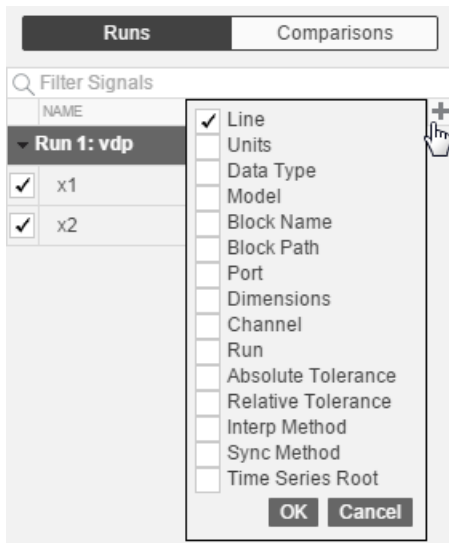 Runs Comparisons
Filter Signals
NAME
Run 1: vdp
x1
x2
Line
Units
Data Type
Model
Block Name
Block Path
Port
Dimensions
Channel
Run
Absolute Tolerance
Relative Tolerance
Interp Method
Sync Method
Time Series Root
OK Cancel